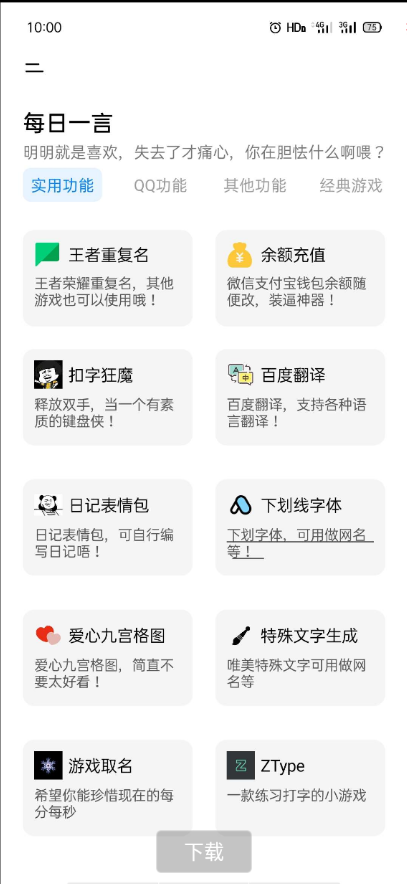 10:00 HD 4G 3G 75
每日一言
明明就是喜欢，失去了才痛心，你在胆怯什么啊喂？
实用功能 QQ功能 其他功能 经典游戏
王者重复名
王者荣耀重复名，其他
游戏也可以使用哦！
余额充值
微信支付宝钱包余额随
便改，装逼神器！
扣字狂魔
释放双手，当一个有素
质的键盘侠！
百度翻译
百度翻译，支持各种语
言翻译！
日记表情包
日记表情包，可自行编
写日记唔！
下划线字体
下划字体，可用做网名
等！
爱心九宫格图
爱心九宫格图，简直不
要太好看！
特殊文字生成
唯美特殊文字可用做网
名等
游戏取名
希望你能珍惜现在的每
分每秒
ZType
一款练习打字的小游戏
下载